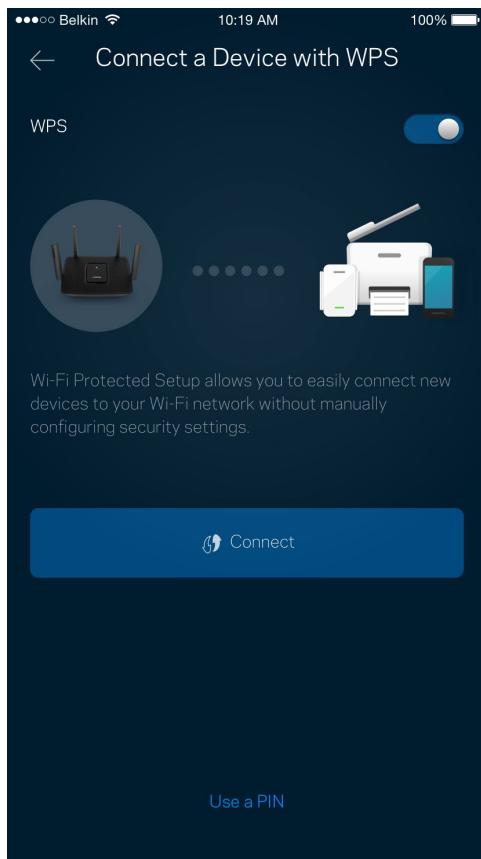 Belkin 10:19 AM 100%
Connect a Device with WPS
WPS
Wi-Fi Protected Setup allows you to easily connect new
devices to your Wi-Fi network without manually
configuring security settings.
Connect
Use a PIN